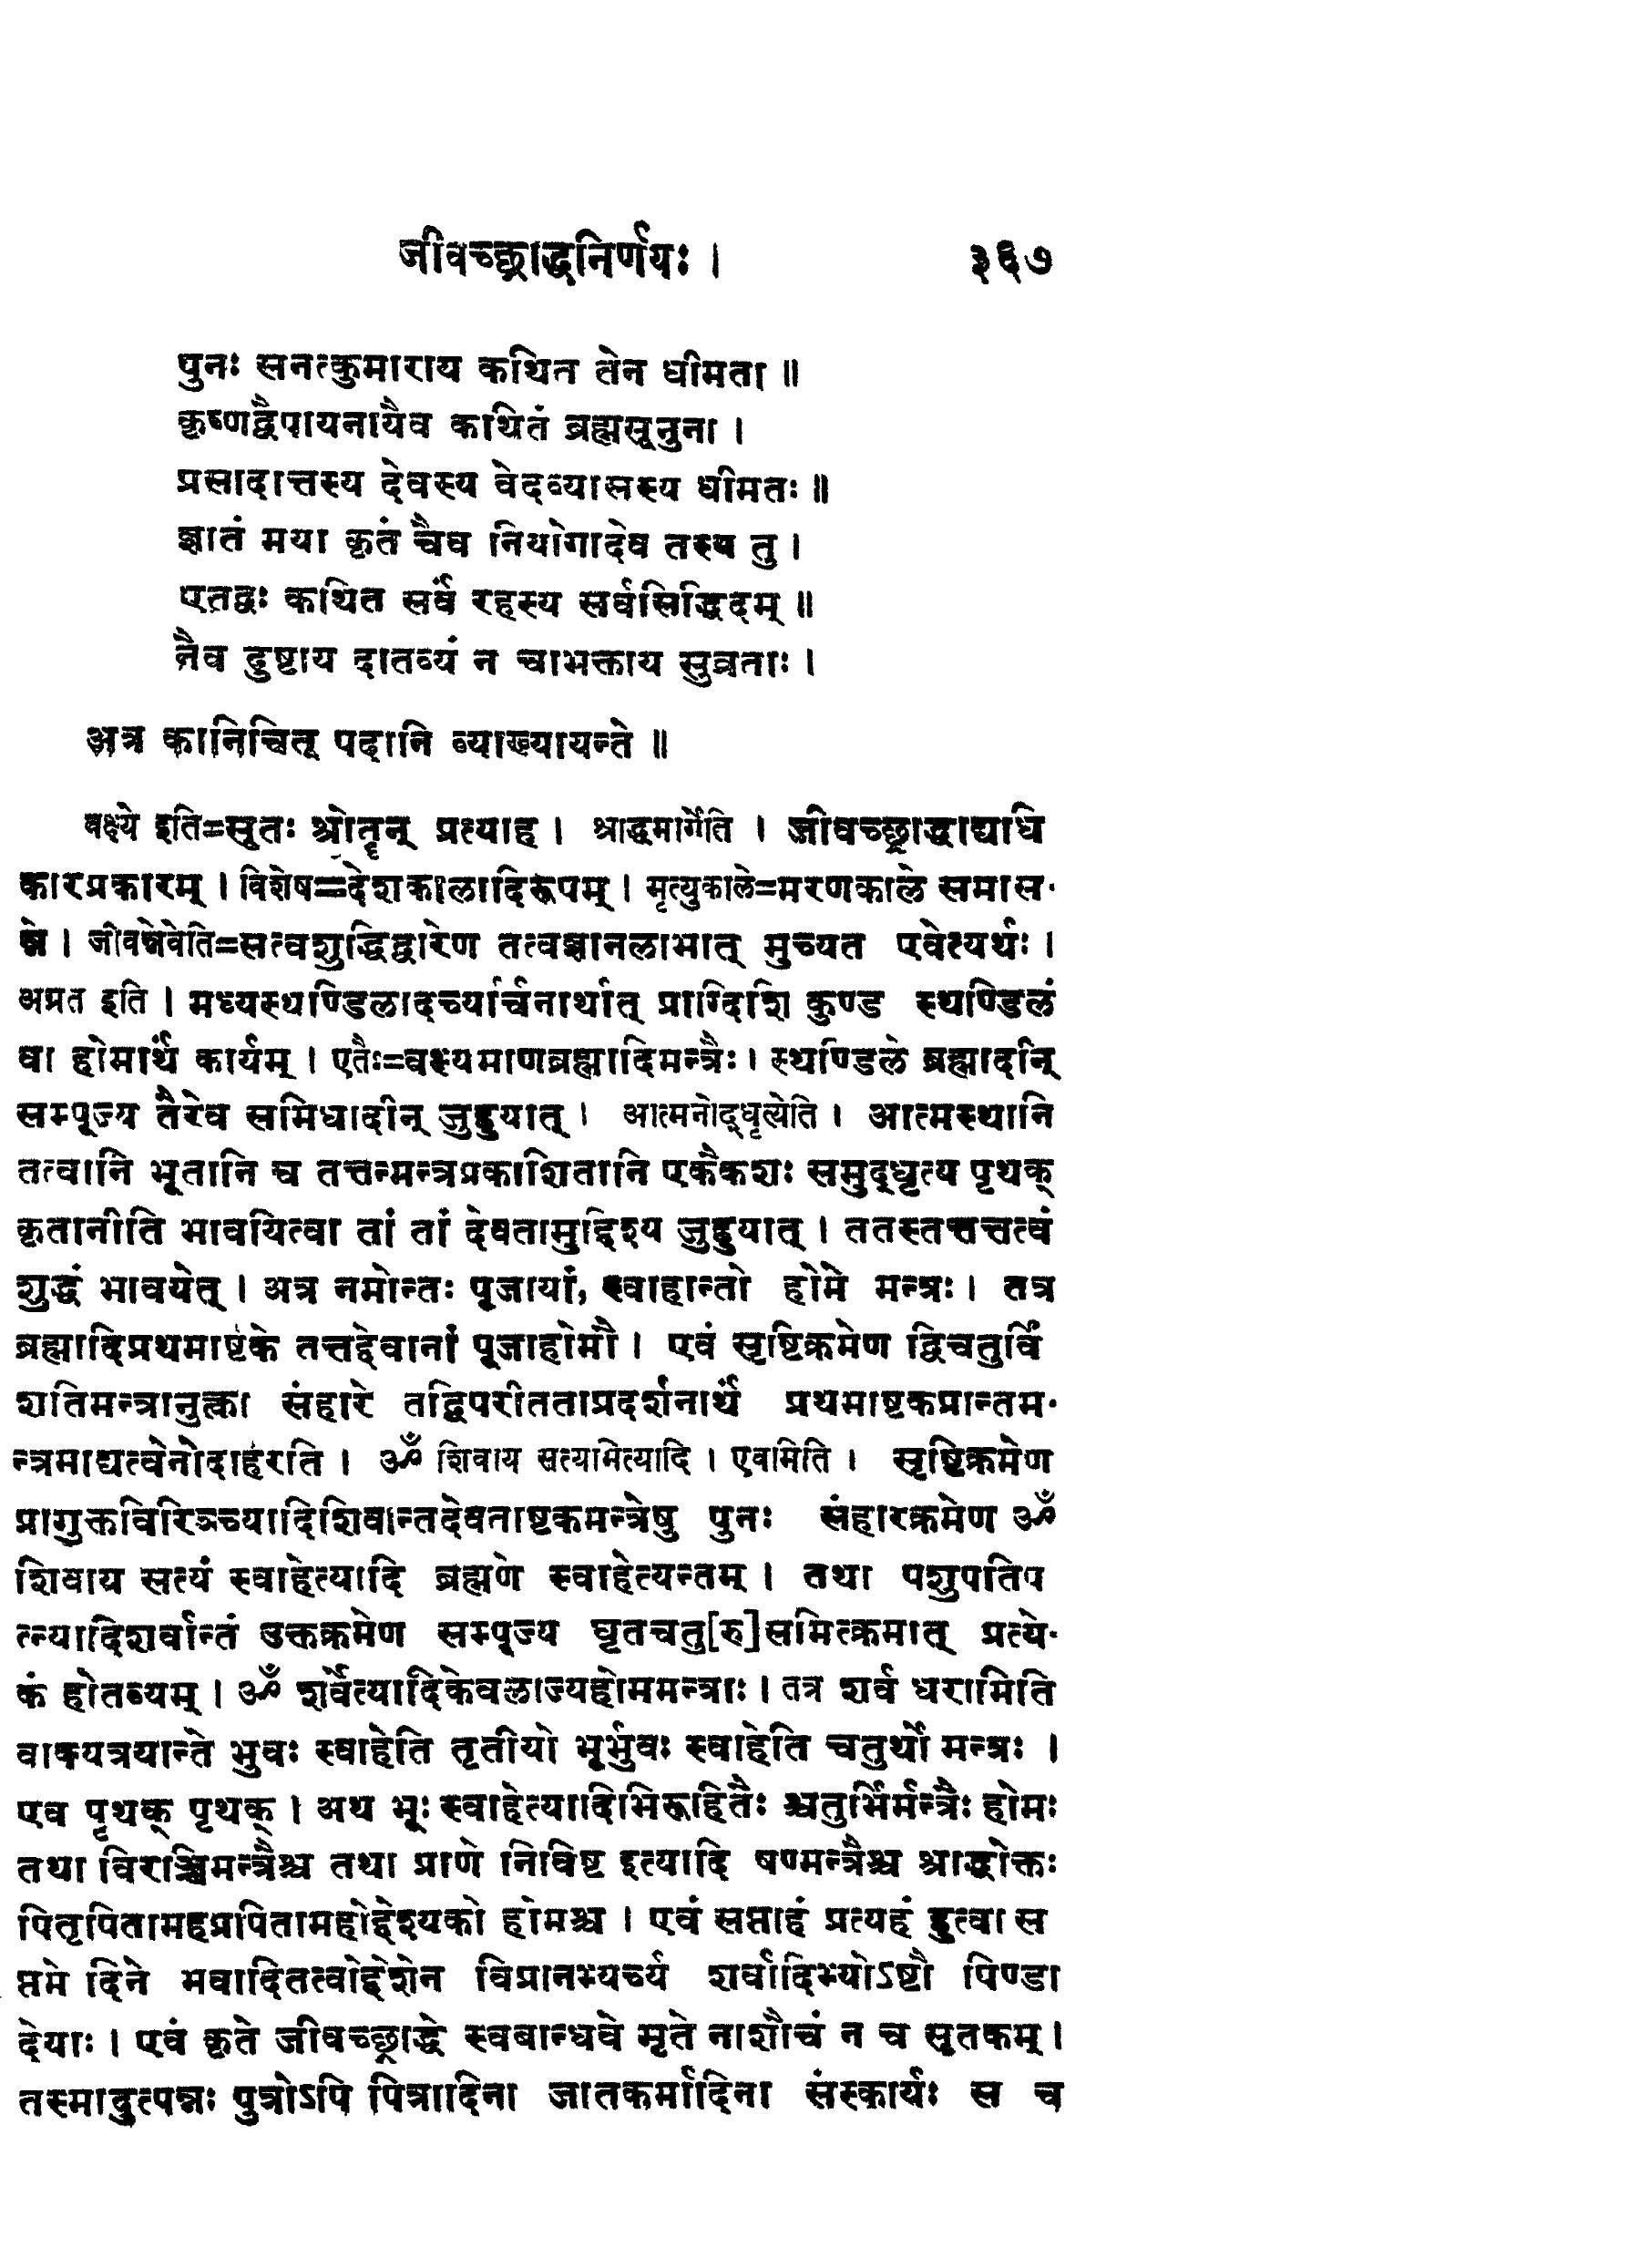 जीवच्छ्राद्धनिर्णयः । ३६७
पुनः सनत्कुमाराय कथित तेन धीमता ॥
कृष्णद्वैपायनायैव कथितं ब्रह्मसूनुना ।
प्रसादात्तस्य देवस्य वेदव्यासस्य धीमतः ॥
ज्ञातं मया कृतं चैव नियोगादेव तस्य तु ।
एतद्वः कथित सर्वं रहस्य सर्वसिद्धिदम् ॥
नैव दुष्टाय दातव्यं न चाभक्ताय सुव्रताः ।
अत्र कानिचित् पदानि व्याख्यायन्ते ॥
वक्ष्ये इति=सूतः श्रोतॄन् प्रत्याह । श्राद्धमार्गेति । जीवच्छ्राद्धाद्यधि
कारप्रकारम् । विशेष=देशकालादिरूपम् । मृत्युकाले=मरणकाले समास-
न्ने । जीवन्नेवेति=सत्वशुद्धिद्वारेण तत्वज्ञानलाभात् मुच्यत एवेत्यर्थः ।
अग्रत इति । मध्यस्थण्डिलादर्च्यार्चनार्थात् प्राग्दिशि कुण्ड स्थण्डिलं
वा होमार्थं कार्यम् । एतैः=वक्ष्यमाणब्रह्मादिमन्त्रैः । स्थण्डिले ब्रह्मादीन्
सम्पूज्य तैरेव समिधादीन् जुहुयात् । आत्मनोद्धृत्येति । आत्मस्थानि
तत्वानि भूतानि च तत्तन्मन्त्रप्रकाशितानि एकैकशः समुद्धृत्य पृथक्
कृतानीति भावयित्वा तां तां देवतामुद्दिश्य जुहुयात् । ततस्तत्तत्तत्वं
शुद्धं भावयेत् । अत्र नमोन्तः पूजायां, स्वाहान्तो होमे मन्त्रः । तत्र
ब्रह्मादिप्रथमाष्टके तत्तद्देवानां पूजाहोमौ । एवं सृष्टिक्रमेण द्विचतुर्विं
शतिमन्त्रानुत्का संहारे तद्विपरीतताप्रदर्शनार्थं प्रथमाष्टकप्रान्तम-
न्त्रमाद्यत्वेनोदाहरति । ॐ शिवाय सत्यामित्यादि । एवमिति । सृष्टिक्रमेण
प्रागुक्तविरिञ्च्यादिशिवान्तदेवताष्टकमन्त्रेषु पुनः संहारक्रमेण ॐ
शिवाय सत्यं स्वाहेत्यादि ब्रह्मणे स्वाहेत्यन्तम् । तथा पशुपतिप
त्न्यादिशर्वान्तं उक्तक्रमेण सम्पूज्य घृतचतु[रु]समित्क्रमात् प्रत्ये-
कं होतव्यम् । ॐ शर्वेत्यादिकेवलाज्यहोममन्त्राः । तत्र शर्व धरामिति
वाक्यत्रयान्ते भुवः स्वाहेति तृतीयो भूर्भुवः स्वाहेति चतुर्थो मन्त्रः ।
एव पृथक् पृथक् । अथ भूः स्वाहेत्यादिभिरूहितैः श्चतुर्भिर्मन्त्रैः होमः
तथा विराञ्चिमन्त्रैश्च तथा प्राणे निविष्ट इत्यादि षण्मन्त्रैश्च श्राद्धोक्तः
पितृपितामहप्रपितामहोद्देश्यको होमश्च । एवं सप्ताहं प्रत्यहं हुत्वा स
प्तमे दिने मवादितत्वोद्देशेन विप्रानभ्यर्च्य शर्वादिभ्योऽष्टौ पिण्डा
देयाः । एवं कृते जीवच्छ्राद्धे स्वबान्धवे मृते नाशौचं न च सूतकम् ।
तस्मादुत्पन्नः पुत्रोऽपि पित्रादिना जातकर्मादिना संस्कार्यः स च